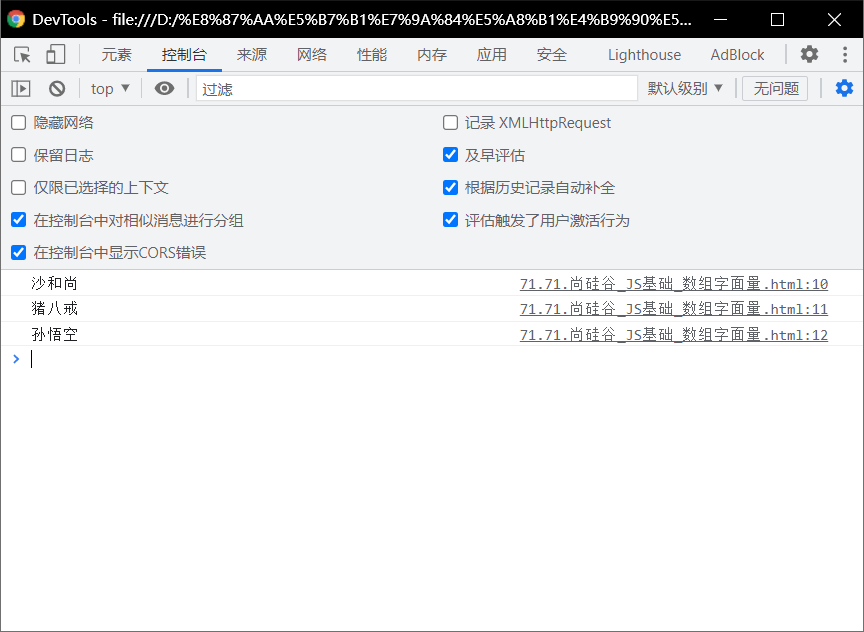 DevTools - file:///D:/%E8%87%AA%E5%B7%B1%E7%9A%84%E5%A8%B1%E4%B9%90%E5...
元素 控制台 来源 网络 性能 内存 应用 安全 Lighthouse AdBlock
top 过滤 默认级别 无问题
隐藏网络 记录 XMLHttpRequest
保留日志 及早评估
仅限已选择的上下文 根据历史记录自动补全
在控制台中对相似消息进行分组 评估触发了用户激活行为
在控制台中显示CORS错误
沙和尚 71.71.尚硅谷_JS基础_数组字面量.html:10
猪八戒 71.71.尚硅谷_JS基础_数组字面量.html:11
孙悟空 71.71.尚硅谷_JS基础_数组字面量.html:12